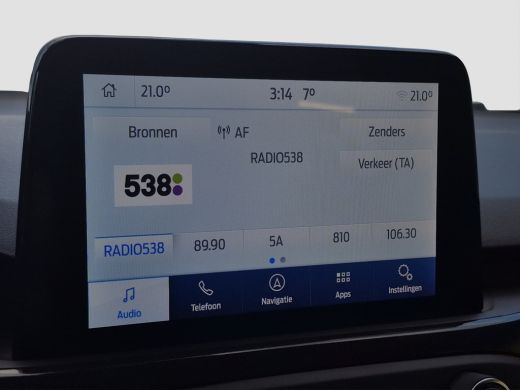 21.0° 3:14 7° 21.0°
Bronnen AF Zenders
RADIO538 Verkeer (TA)
538
RADIO538 89.90 5A 810 106.30
Audio Telefoon Navigatie Apps Instellingen